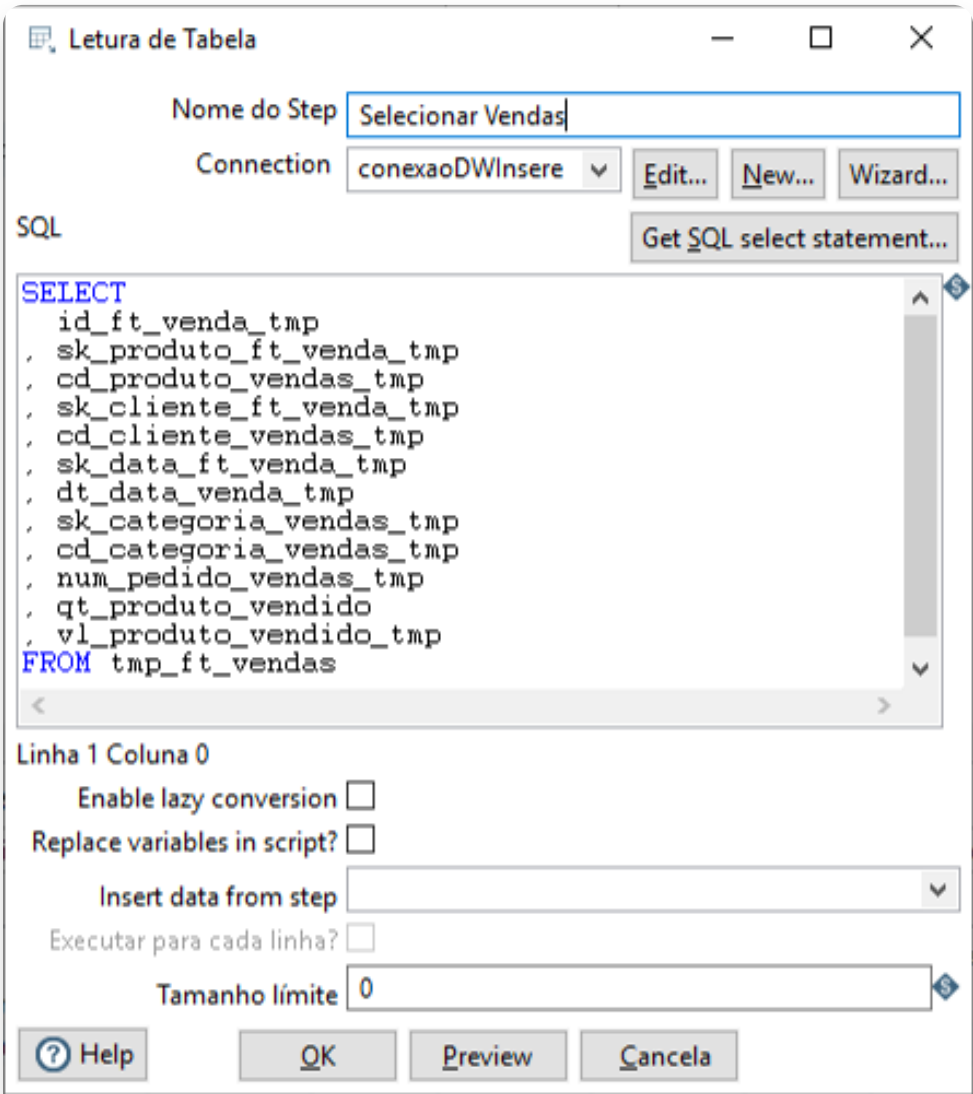 Letura de Tabela
Nome do Step Selecionar Vendas
Connection conexaoDWInsere Edit... New... Wizard...
SQL Get SQL select statement...
SELECT
id_ft_venda_tmp
, sk_produto_ft_venda_tmp
, cd_produto_vendas_tmp
, sk_cliente_ft_venda_tmp
, cd_cliente_vendas_tmp
, sk_data_ft_venda_tmp
, dt_data_venda_tmp
, sk_categoria_vendas_tmp
, cd_categoria_vendas_tmp
, num_pedido_vendas_tmp
, qt_produto_vendido
, vl_produto_vendido_tmp
FROM tmp_ft_vendas
Linha 1 Coluna 0
Enable lazy conversion
Replace variables in script?
Insert data from step
Executar para cada linha?
Tamanho límite 0
Help OK Preview Cancela